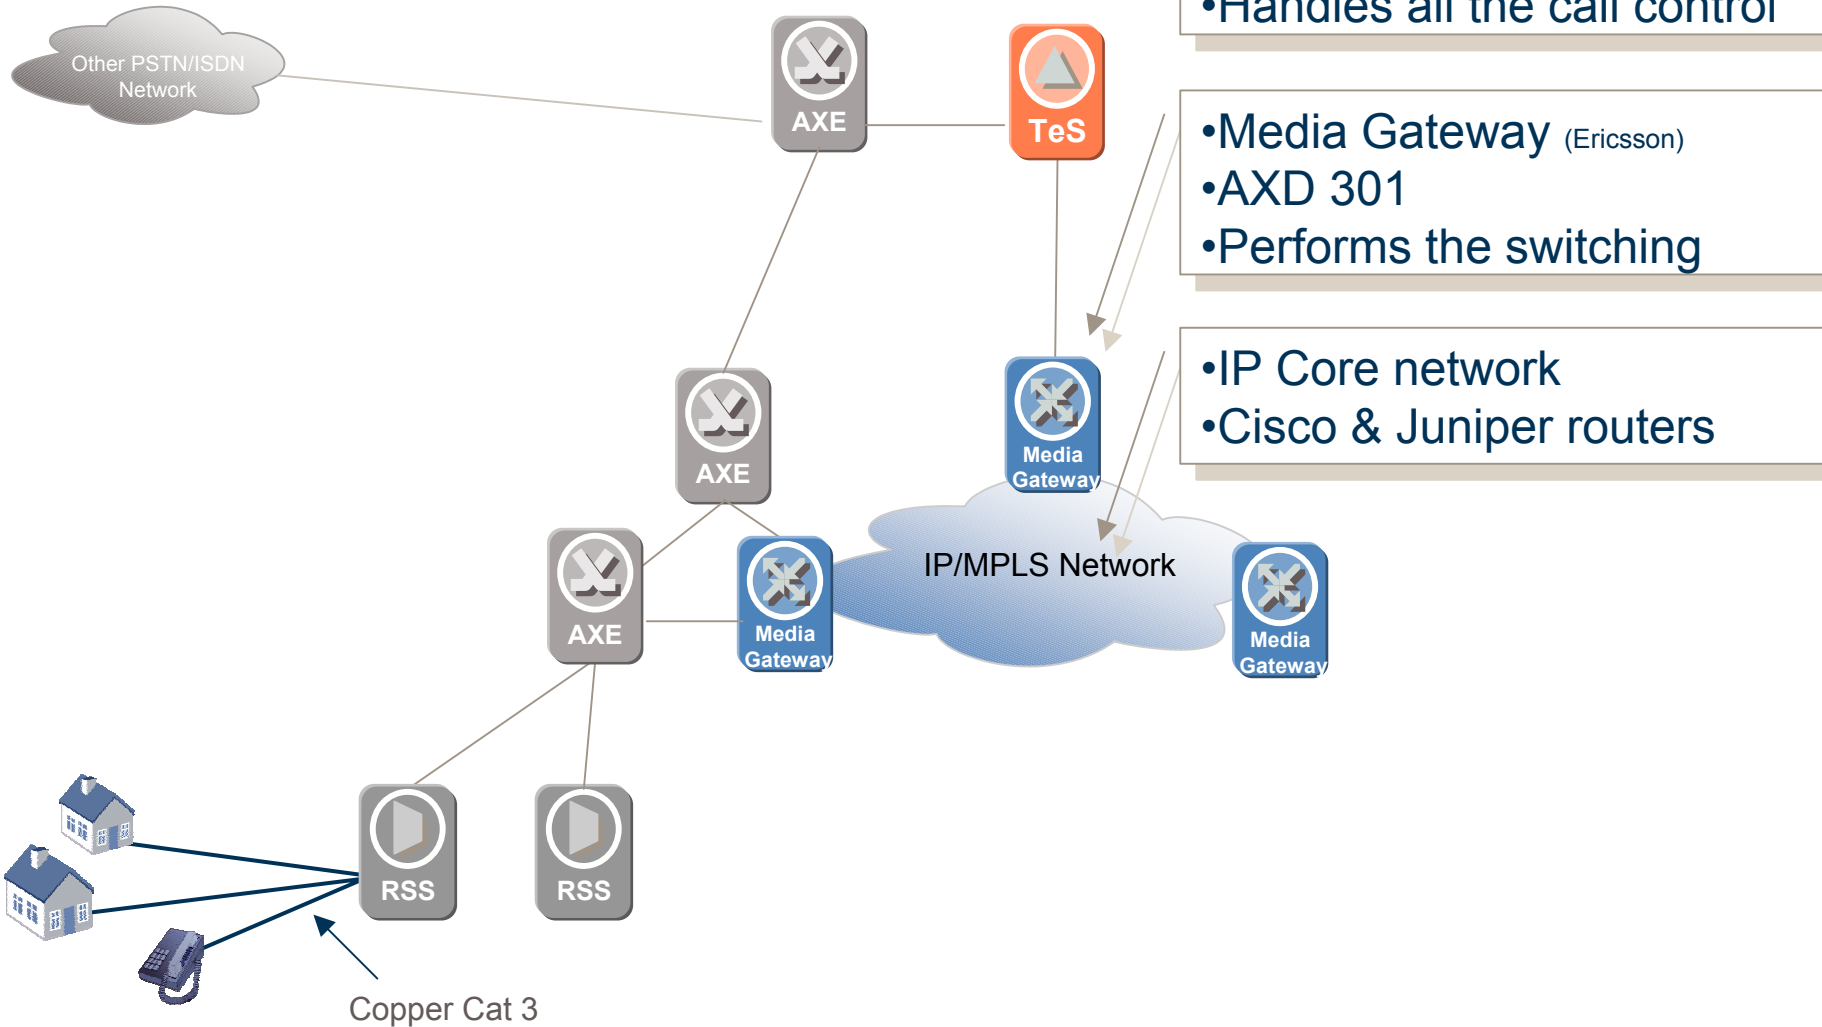 •Handles all the call control
Other PSTN/ISDN
Network
AXE
TeS
•Media Gateway (Ericsson)
•AXD 301
•Performs the switching
•IP Core network
•Cisco & Juniper routers
AXE
Media
Gateway
IP/MPLS Network
AXE
Media
Gateway
Media
Gateway
RSS
RSS
Copper Cat 3